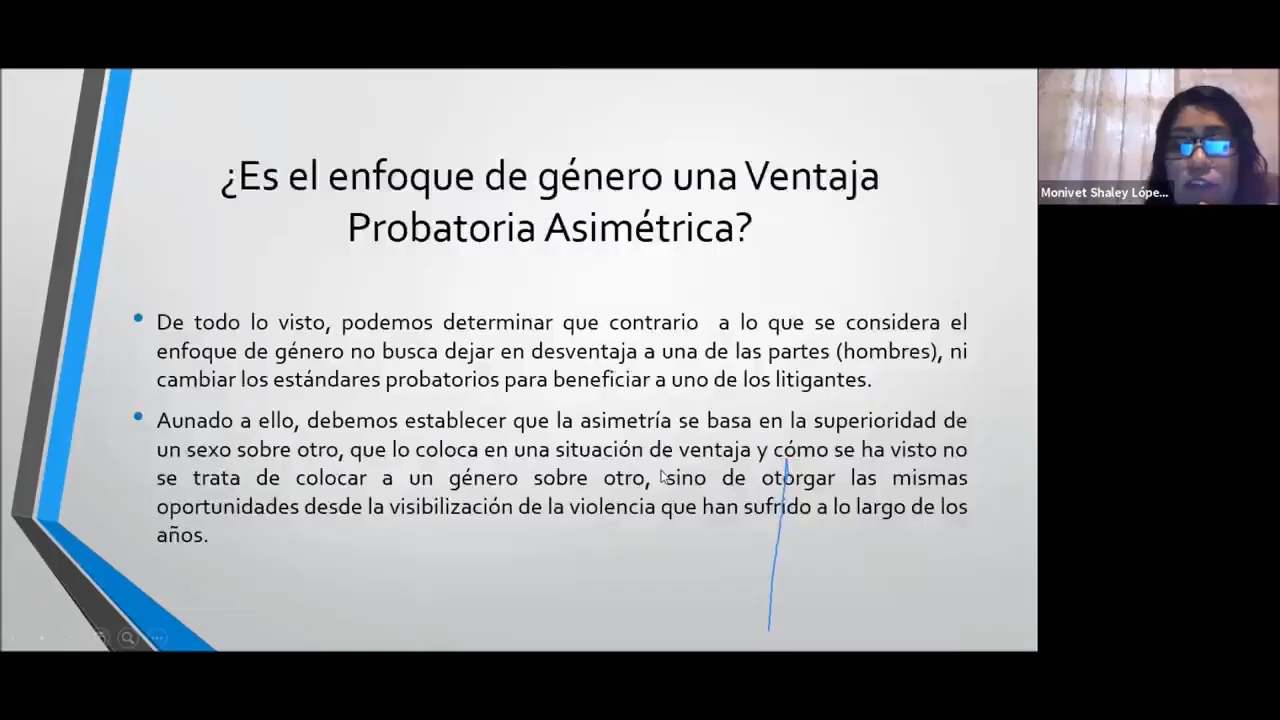 ¿Es el enfoque de género una Ventaja
Probatoria Asimétrica?
De todo lo visto, podemos determinar que contrario a lo que se considera el
enfoque de género no busca dejar en desventaja a una de las partes (hombres), ni
cambiar los estándares probatorios para beneficiar a uno de los litigantes.
Aunado a ello, debemos establecer que la asimetría se basa en la superioridad de
un sexo sobre otro, que lo coloca en una situación de ventaja y cómo se ha visto no
se trata de colocar a un género sobre otro, sino de otorgar las mismas
oportunidades desde la visibilización de la violencia que han sufrido a lo largo de los
años.
Monivet Shaley Lópe...